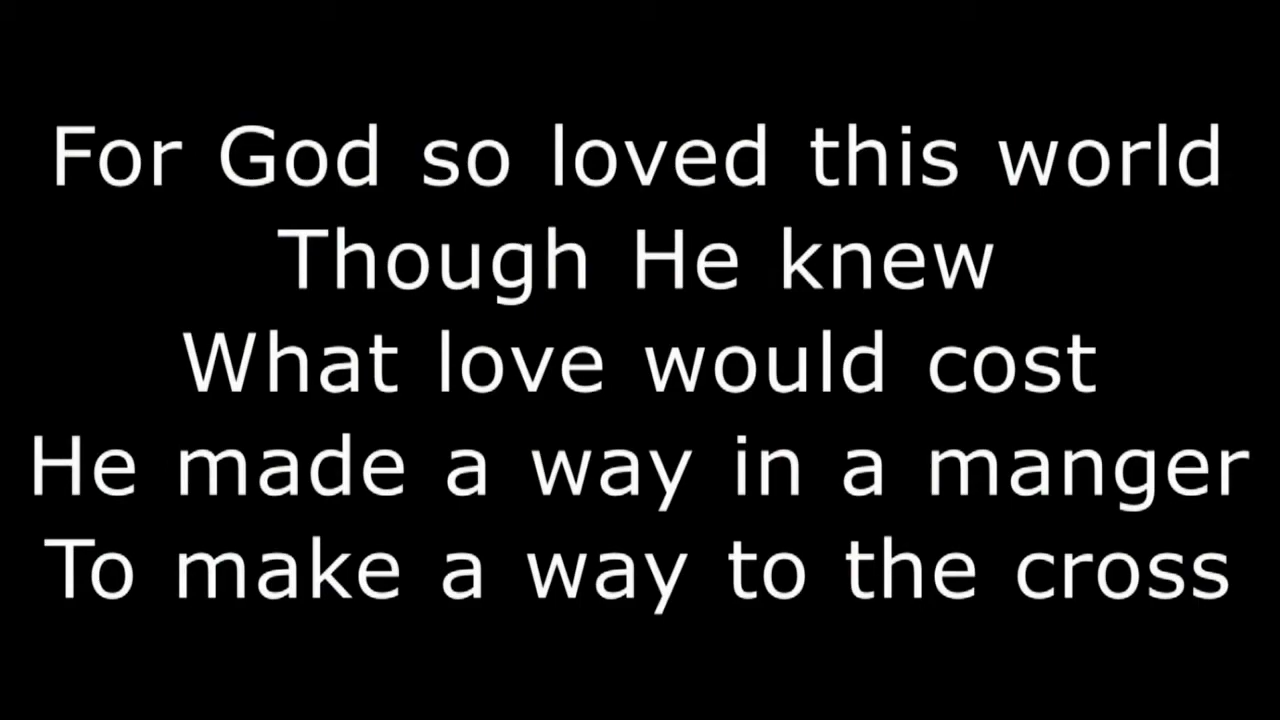 For God so loved this world
Though He knew
What love would cost
He made a way in a manger
To make a way to the cross